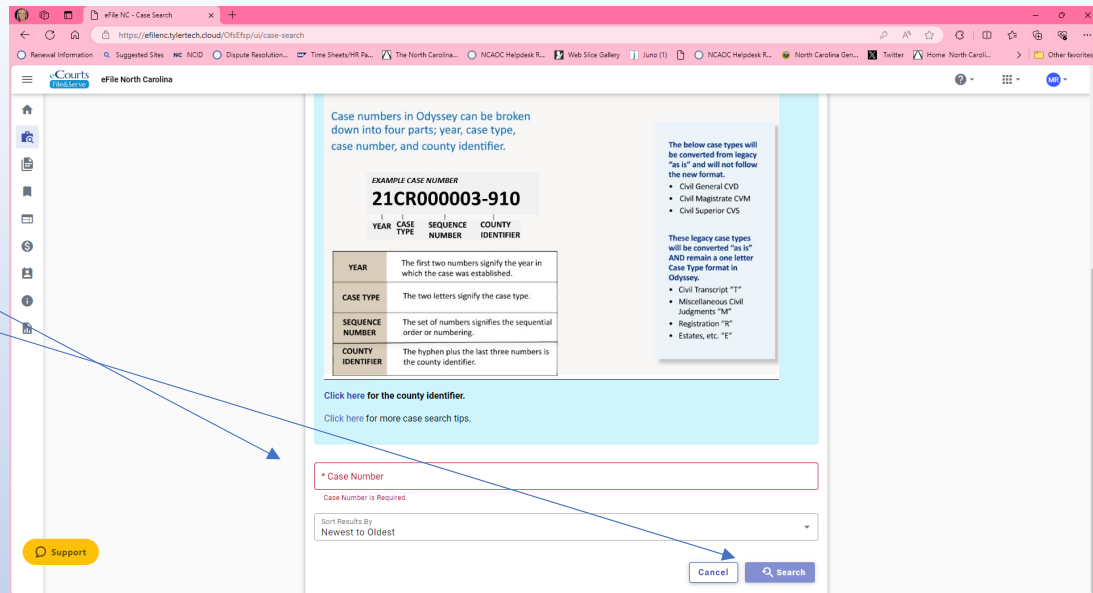 eFile NC - Case Search
https://efilenc.tylertech.cloud/OfsEfsp/ui/case-search
Renewal Information
Suggested Sites
NC NCID
Dispute Resolution...
Time Sheets/HR Pa...
The North Carolina...
NCAOC Helpdesk R...
Web Slice Gallery
Juno (1)
NCAOC Helpdesk R...
North Carolina Gen...
Twitter
Home North Caroli...
Other favorites
eCourts
File&Serve
eFile North Carolina
MR
Case numbers in Odyssey can be broken
down into four parts; year, case type,
case number, and county identifier.
EXAMPLE CASE NUMBER
21CR000003-910
YEAR CASE TYPE SEQUENCE NUMBER COUNTY IDENTIFIER
YEAR The first two numbers signify the year in
which the case was established.
CASE TYPE The two letters signify the case type.
SEQUENCE NUMBER The set of numbers signifies the sequential
order or numbering.
COUNTY IDENTIFIER The hyphen plus the last three numbers is
the county identifier.
The below case types will
be converted from legacy
"as is" and will not follow
the new format.
• Civil General CVD
• Civil Magistrate CVM
• Civil Superior CVS
These legacy case types
will be converted "as is"
AND remain a one letter
Case Type format in
Odyssey.
• Civil Transcript "T"
• Miscellaneous Civil
Judgments "M"
• Registration "R"
• Estates, etc. "E"
Click here for the county identifier.
Click here for more case search tips.
* Case Number
Case Number is Required.
Sort Results By
Newest to Oldest
Support
Cancel
Search